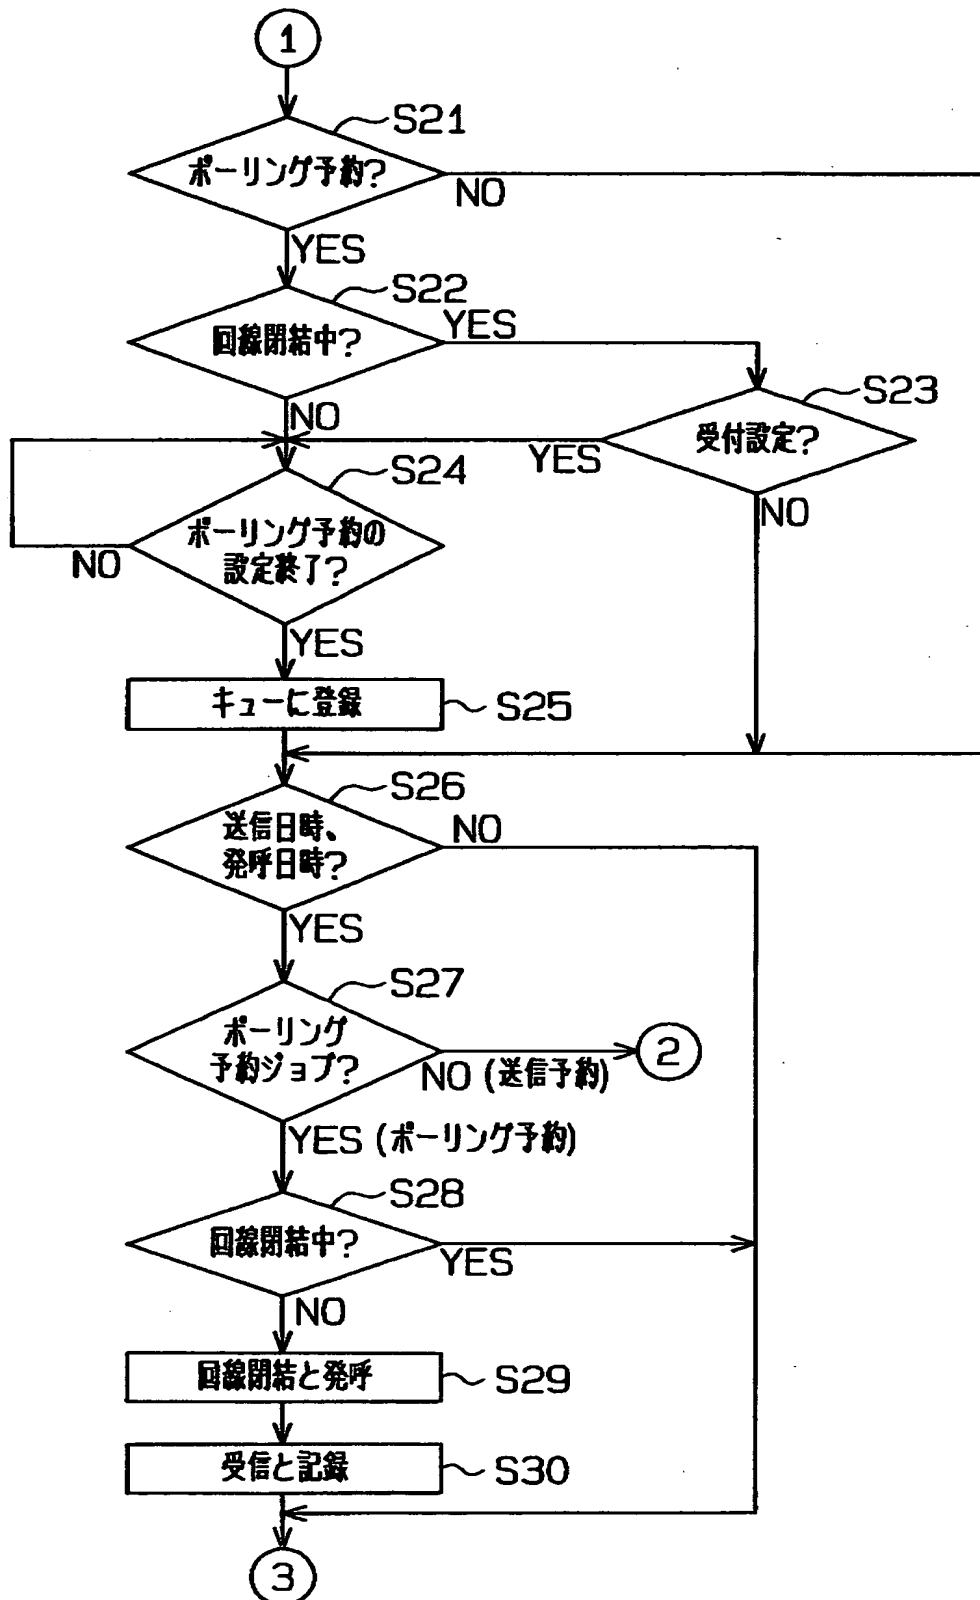 1
S21
ポーリング予約?
NO
YES
S22
回線閉結中?
YES
S23
NO
受付設定?
YES
S24
NO
ポーリング予約の
設定終了?
NO
YES
キューに登録
S25
S26
送信日時、
発呼日時?
NO
YES
S27
ポーリング
予約ジョブ?
2
NO (送信予約)
YES (ポーリング予約)
S28
回線閉結中?
YES
NO
回線閉結と発呼
S29
受信と記録
S30
3